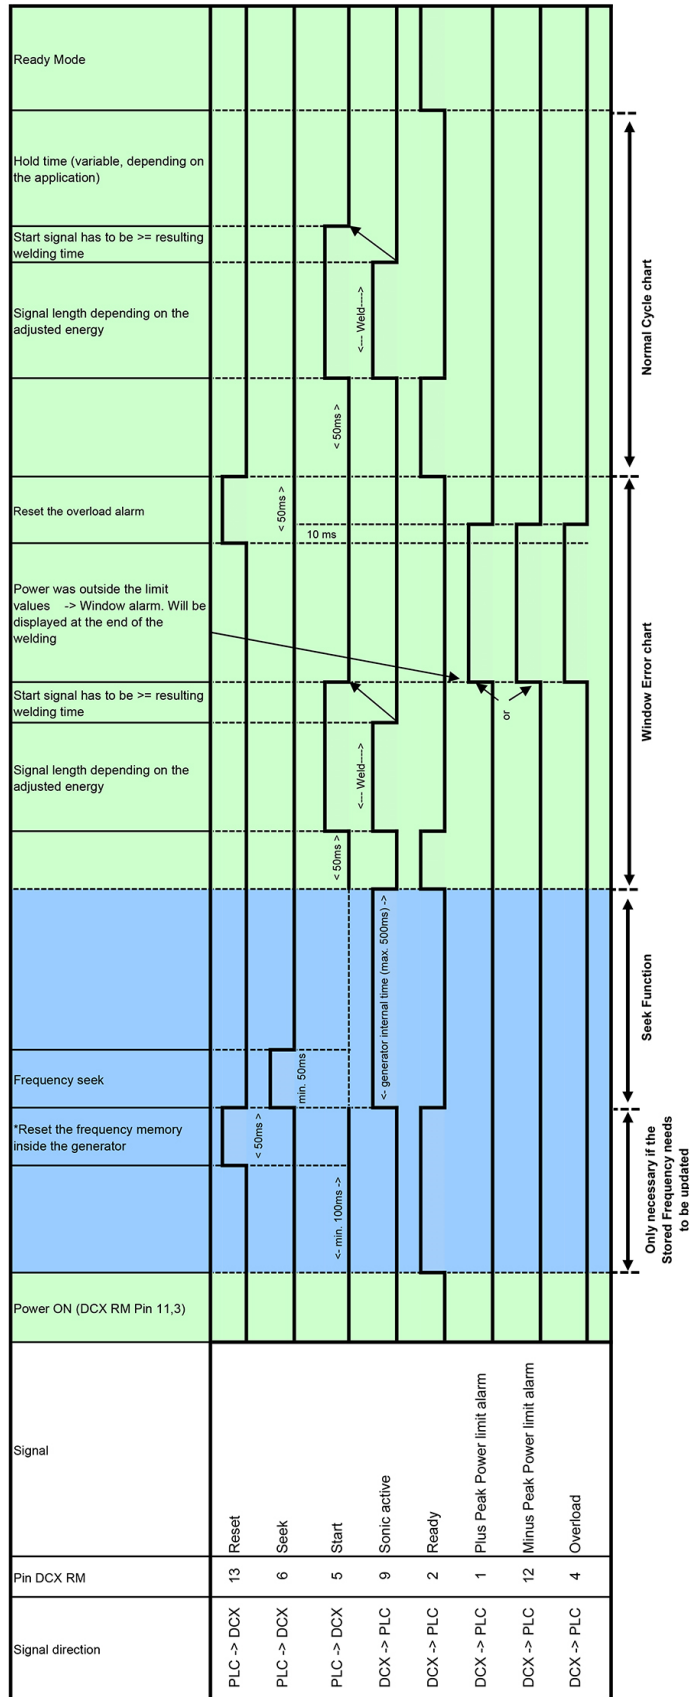 Ready Mode
Hold time (variable, depending on
the application)
Start signal has to be >= resulting
welding time
Signal length depending on the
adjusted energy
<--- Weld---->
< 50ms >
Normal Cycle chart
Reset the overload alarm
< 50ms >
10 ms
Power was outside the limit
values -> Window alarm. Will be
displayed at the end of the
welding
or
Start signal has to be >= resulting
welding time
Signal length depending on the
adjusted energy
<--- Weld---->
< 50ms >
Window Error chart
<- generator internal time (max. 500ms) ->
Frequency seek
min. 50ms
Seek Function
*Reset the frequency memory
inside the generator
< 50ms >
<- min. 100ms ->
Only necessary if the
Stored Frequency needs
to be updated
Power ON (DCX RM Pin 11,3)
Signal
Reset
Seek
Start
Sonic active
Ready
Plus Peak Power limit alarm
Minus Peak Power limit alarm
Overload
Pin DCX RM
13
6
5
9
2
1
12
4
Signal direction
PLC -> DCX
PLC -> DCX
PLC -> DCX
DCX -> PLC
DCX -> PLC
DCX -> PLC
DCX -> PLC
DCX -> PLC